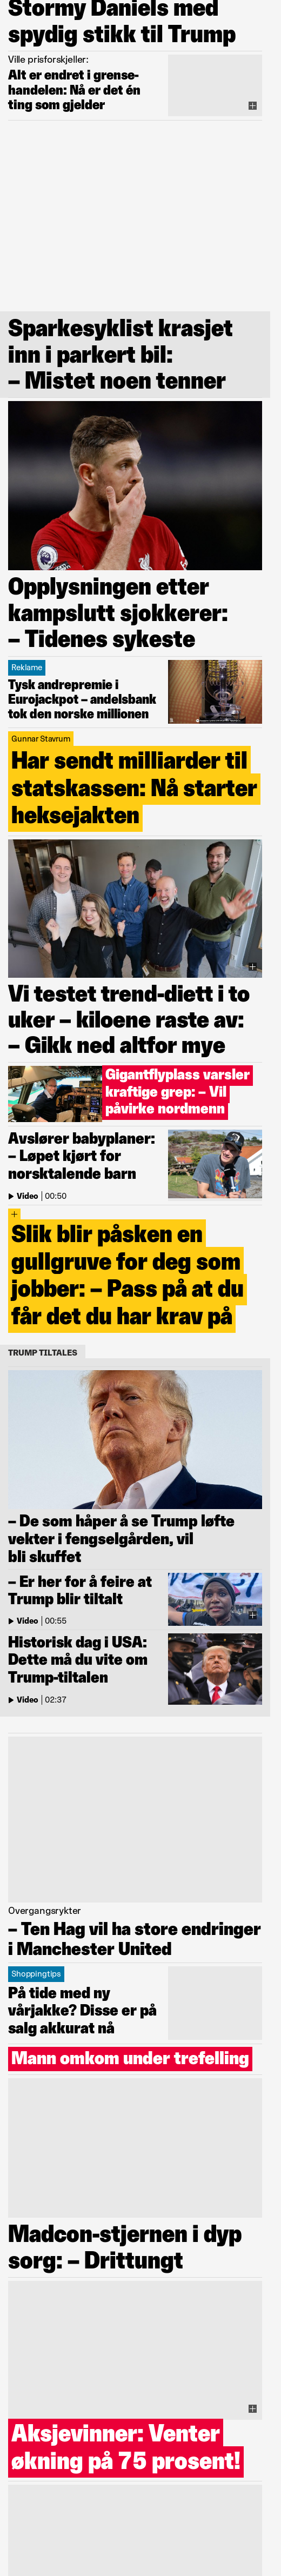 Stormy Daniels med
spydig stikk til Trump
Ville prisforskjeller:
Alt er endret i grense-
handelen: Nå er det én
ting som gjelder
Sparkesyklist krasjet
inn i parkert bil:
– Mistet noen tenner
Opplysningen etter
kampslutt sjokkerer:
– Tidenes sykeste
Reklame
Tysk andrepremie i
Eurojackpot – andelsbank
tok den norske millionen
Gunnar Stavrum
Har sendt milliarder til
statskassen: Nå starter
heksejakten
Vi testet trend-diett i to
uker – kiloene raste av:
– Gikk ned altfor mye
Gigantflyplass varsler
kraftige grep: – Vil
påvirke nordmenn
Avslører babyplaner:
– Løpet kjørt for
norsktalende barn
Video | 00:50
+
Slik blir påsken en
gullgruve for deg som
jobber: – Pass på at du
får det du har krav på
TRUMP TILTALES
– De som håper å se Trump løfte
vekter i fengselgården, vil
bli skuffet
– Er her for å feire at
Trump blir tiltalt
Video | 00:55
Historisk dag i USA:
Dette må du vite om
Trump-tiltalen
Video | 02:37
Overgangsrykter
– Ten Hag vil ha store endringer
i Manchester United
Shoppingtips
På tide med ny
vårjakke? Disse er på
salg akkurat nå
Mann omkom under trefelling
Madcon-stjernen i dyp
sorg: – Drittungt
Aksjevinner: Venter
økning på 75 prosent!